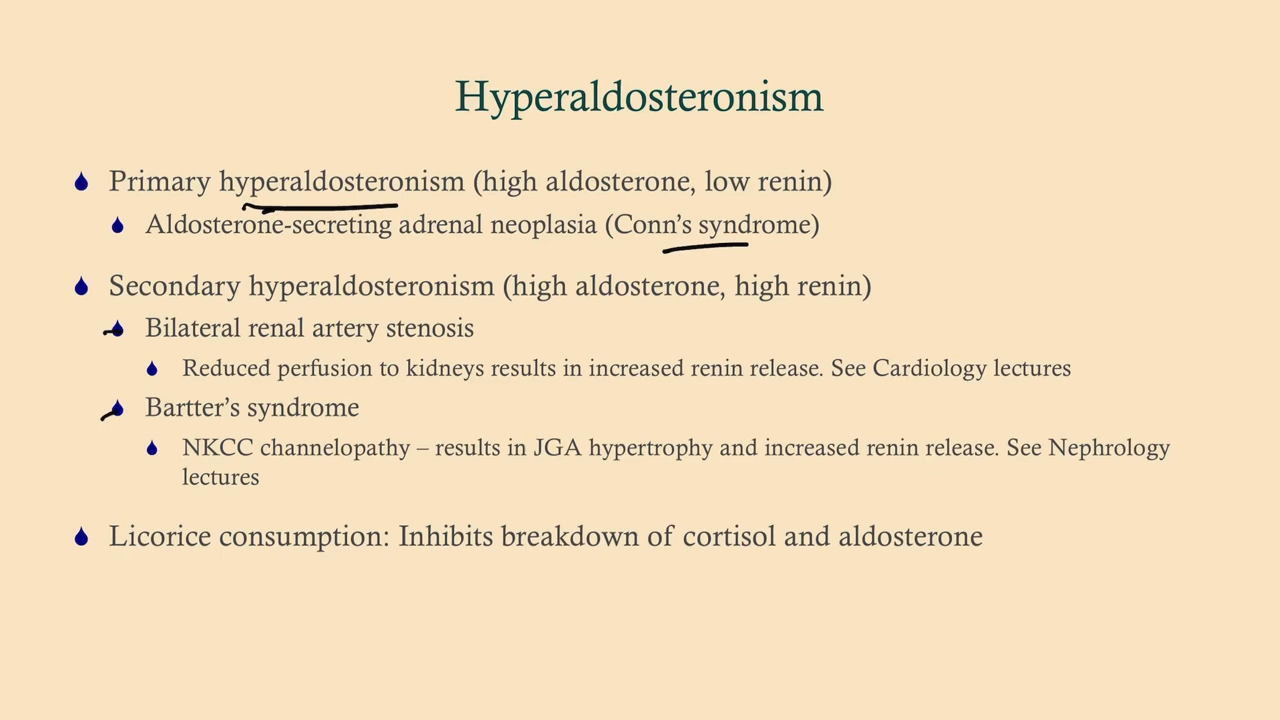 Hyperaldosteronism
Primary hyperaldosteronism (high aldosterone, low renin)
Aldosterone-secreting adrenal neoplasia (Conn’s syndrome)
Secondary hyperaldosteronism (high aldosterone, high renin)
Bilateral renal artery stenosis
Reduced perfusion to kidneys results in increased renin release. See Cardiology lectures
Bartter’s syndrome
NKCC channelopathy – results in JGA hypertrophy and increased renin release. See Nephrology
lectures
Licorice consumption: Inhibits breakdown of cortisol and aldosterone